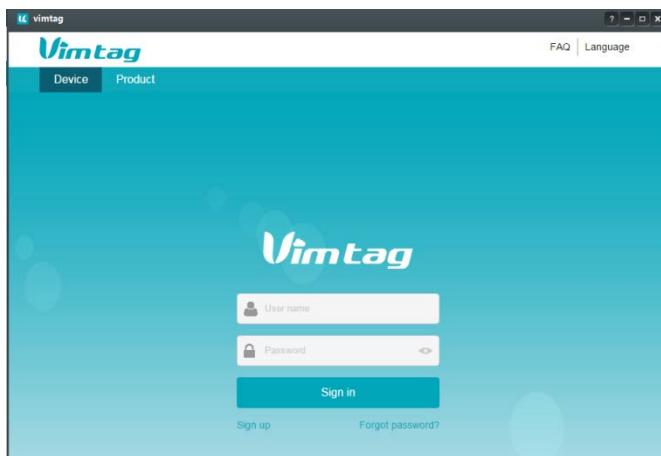 vimtag
Vimtag
FAQ Language
Device Product
Vimtag
User name
Password
Sign in
Sign up Forgot password?